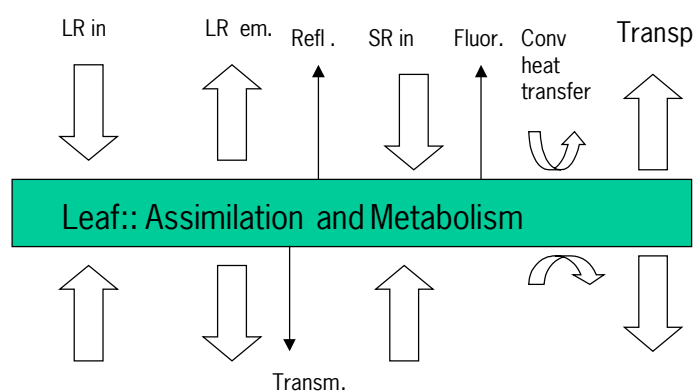 LR in
LR em.
Refl .
SR in
Fluor.
Conv
heat
transfer
Transp
Leaf:: Assimilation and Metabolism
Transm.